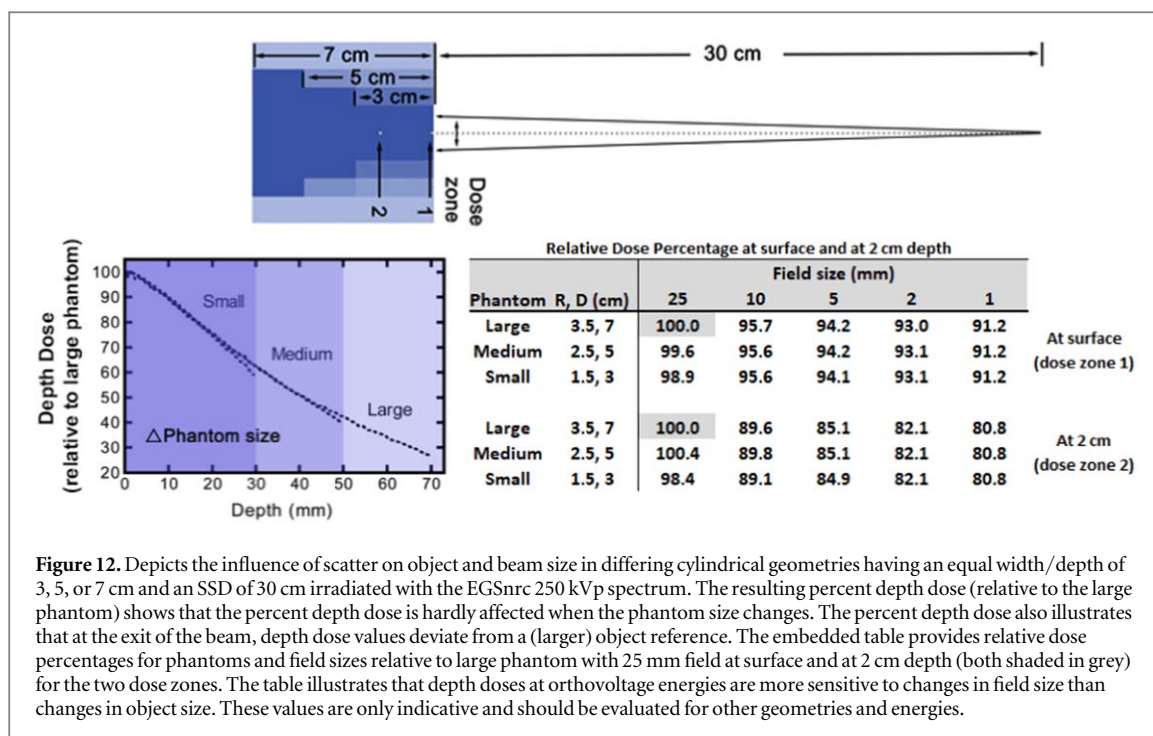 7 cm
30 cm
5 cm
3 cm
2
1
Dose
zone
Depth Dose
(relative to large phantom)
100
90
80
70
60
50
40
30
20
Small
Medium
Large
△Phantom size
0 10 20 30 40 50 60 70
Depth (mm)
Relative Dose Percentage at surface and at 2 cm depth
Field size (mm)
Phantom R, D (cm) 25 10 5 2 1
Large 3.5, 7 100.0 95.7 94.2 93.0 91.2
Medium 2.5, 5 99.6 95.6 94.2 93.1 91.2
Small 1.5, 3 98.9 95.6 94.1 93.1 91.2
At surface
(dose zone 1)
Large 3.5, 7 100.0 89.6 85.1 82.1 80.8
Medium 2.5, 5 100.4 89.8 85.1 82.1 80.8
Small 1.5, 3 98.4 89.1 84.9 82.1 80.8
At 2 cm
(dose zone 2)
Figure 12. Depicts the influence of scatter on object and beam size in differing cylindrical geometries having an equal width/depth of
3, 5, or 7 cm and an SSD of 30 cm irradiated with the EGSnrc 250 kVp spectrum. The resulting percent depth dose (relative to the large
phantom) shows that the percent depth dose is hardly affected when the phantom size changes. The percent depth dose also illustrates
that at the exit of the beam, depth dose values deviate from a (larger) object reference. The embedded table provides relative dose
percentages for phantoms and field sizes relative to large phantom with 25 mm field at surface and at 2 cm depth (both shaded in grey)
for the two dose zones. The table illustrates that depth doses at orthovoltage energies are more sensitive to changes in field size than
changes in object size. These values are only indicative and should be evaluated for other geometries and energies.